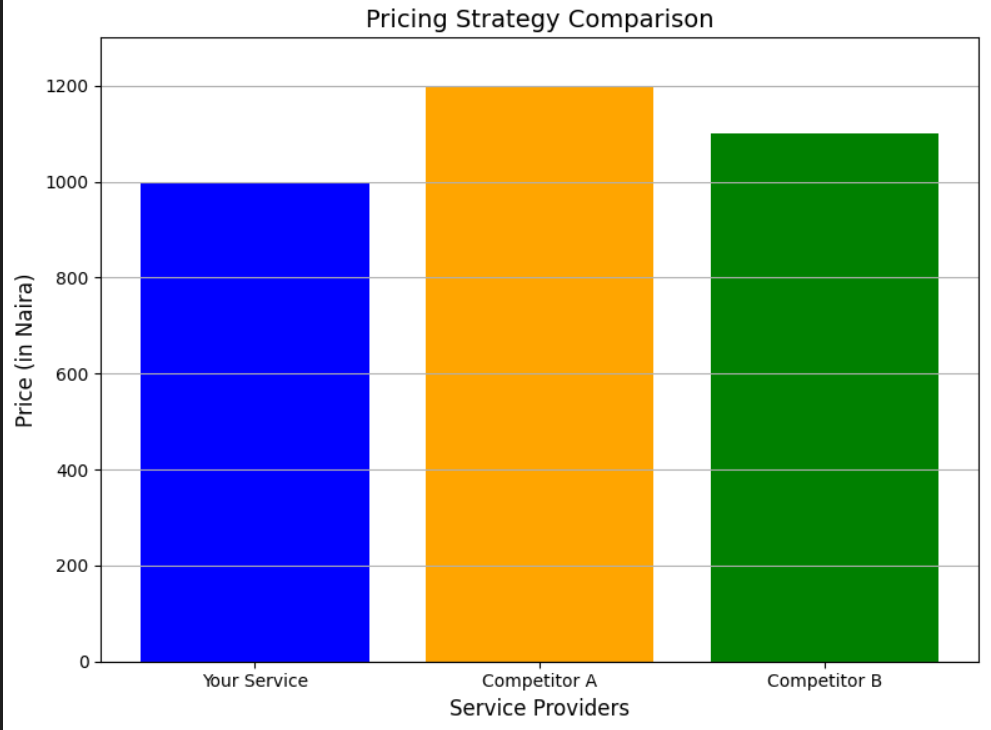 Pricing Strategy Comparison
Price (in Naira)
1200
1000
800
600
400
200
0
Your Service Competitor A Competitor B
Service Providers